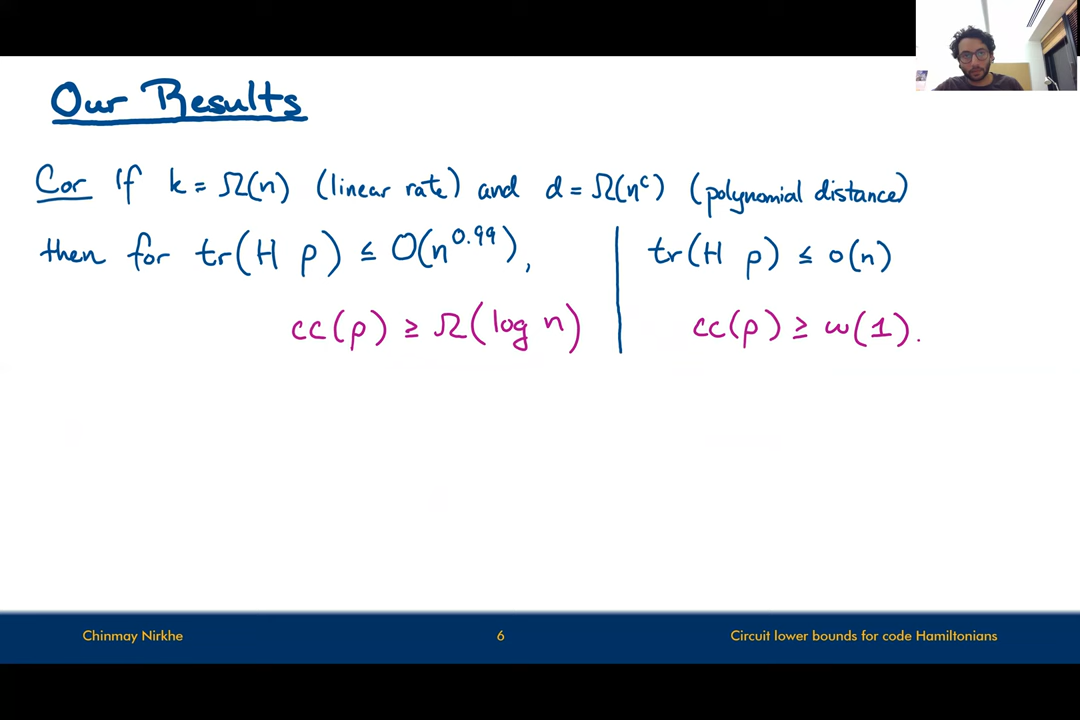 Our Results
Cor If k = Ω(n) (linear rate) and d = Ω(n^c) (polynomial distance)
then for tr(H ρ) ≤ O(n^0.99), | tr(H ρ) ≤ o(n)
cc(ρ) ≥ Ω(log n) | cc(ρ) ≥ ω(1).
Chinmay Nirkhe 6 Circuit lower bounds for code Hamiltonians